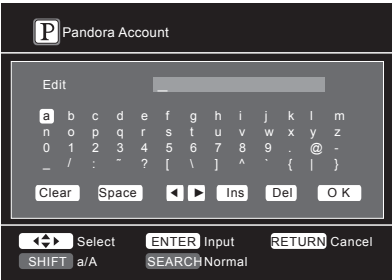 P Pandora Account
Edit _
a b c d e f g h i j k l m
n o p q r s t u v w x y z
0 1 2 3 4 5 6 7 8 9 . @ -
_ / : ~ ? [ \ ] ^ ` { | }
Clear Space ◀ ▶ Ins Del O K
Select ENTER Input RETURN Cancel
SHIFT a/A SEARCH Normal